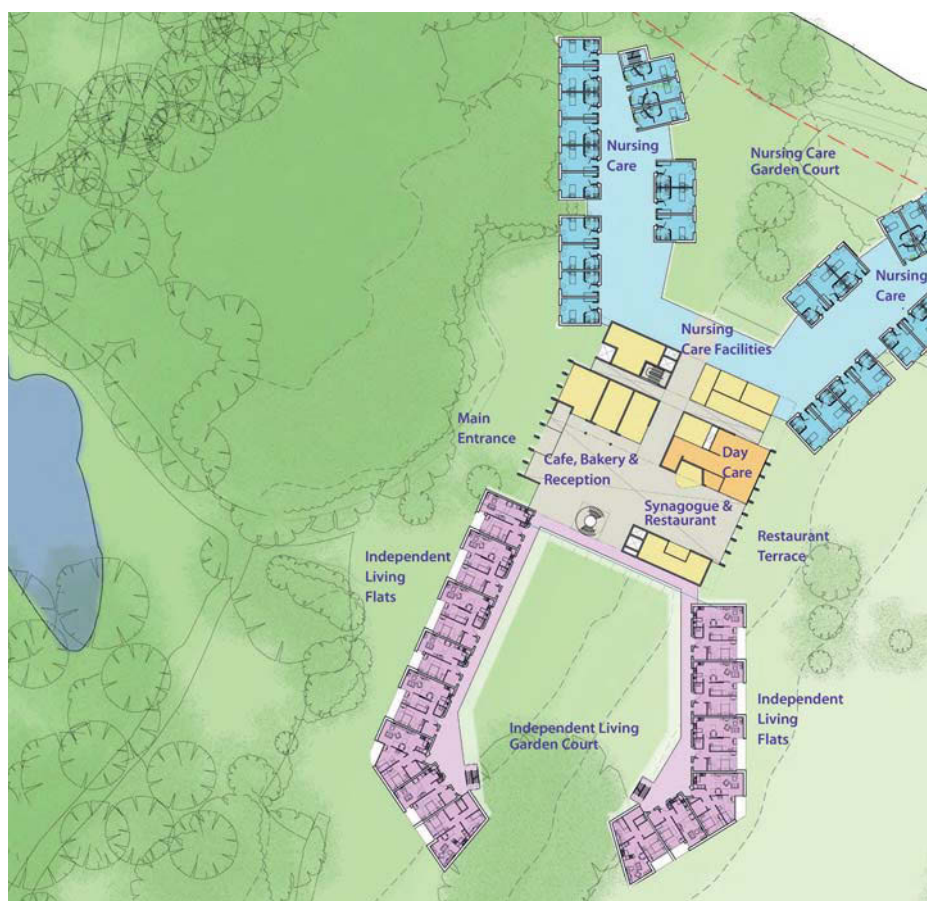 Nursing
Care
Nursing Care
Garden Court
Nursing
Care
Nursing
Care Facilities
Main
Entrance
Cafe, Bakery &
Reception
Day
Care
Synagogue &
Restaurant
Restaurant
Terrace
Independent
Living
Flats
Independent Living
Garden Court
Independent
Living
Flats